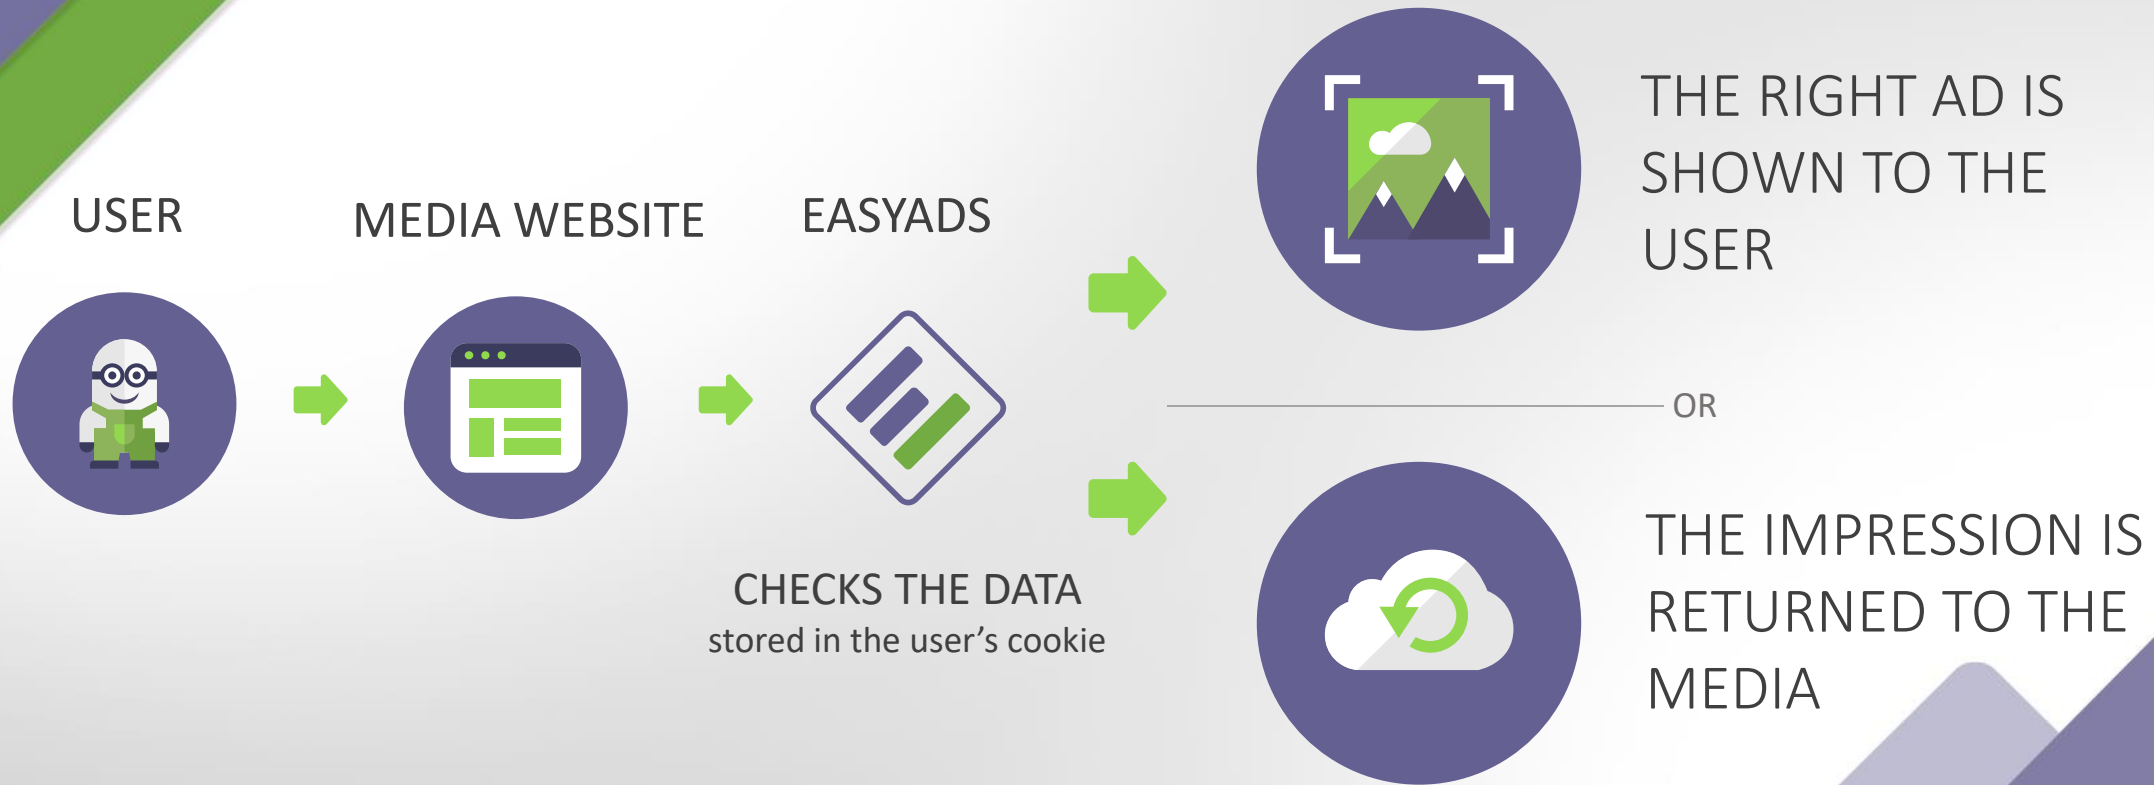 USER
MEDIA WEBSITE
EASYADS
CHECKS THE DATA
stored in the user’s cookie
THE RIGHT AD IS
SHOWN TO THE
USER
OR
THE IMPRESSION IS
RETURNED TO THE
MEDIA